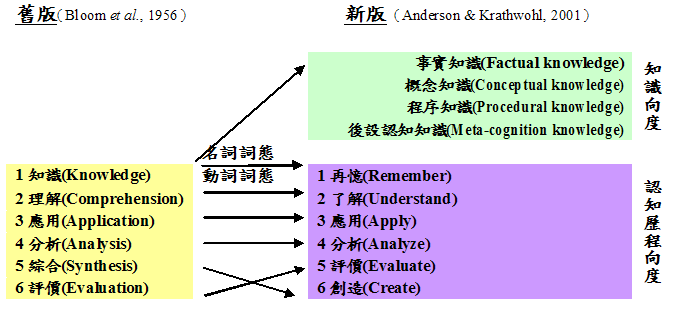 舊版(Bloom et al., 1956)
新版(Anderson & Krathwohl, 2001)
事實知識(Factual knowledge)
概念知識(Conceptual knowledge)
程序知識(Procedural knowledge)
後設認知知識(Meta-cognition knowledge)
知識向度
名詞詞態
動詞詞態
1 知識(Knowledge)
2 理解(Comprehension)
3 應用(Application)
4 分析(Analysis)
5 綜合(Synthesis)
6 評價(Evaluation)
1 再憶(Remember)
2 了解(Understand)
3 應用(Apply)
4 分析(Analyze)
5 評價(Evaluate)
6 創造(Create)
認知歷程向度